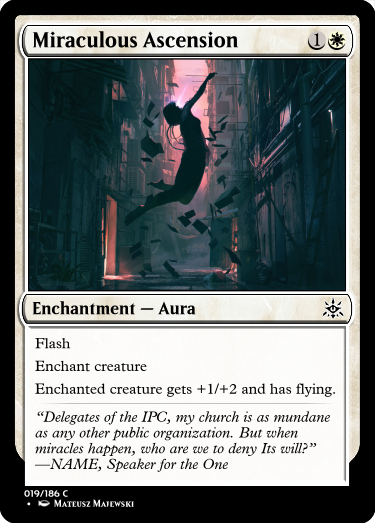 Miraculous Ascension 1
Enchantment — Aura
Flash
Enchant creature
Enchanted creature gets +1/+2 and has flying.
“Delegates of the IPC, my church is as mundane
as any other public organization. But when
miracles happen, who are we to deny Its will?”
—NAME, Speaker for the One
019/186 C
• Mateusz Majewski